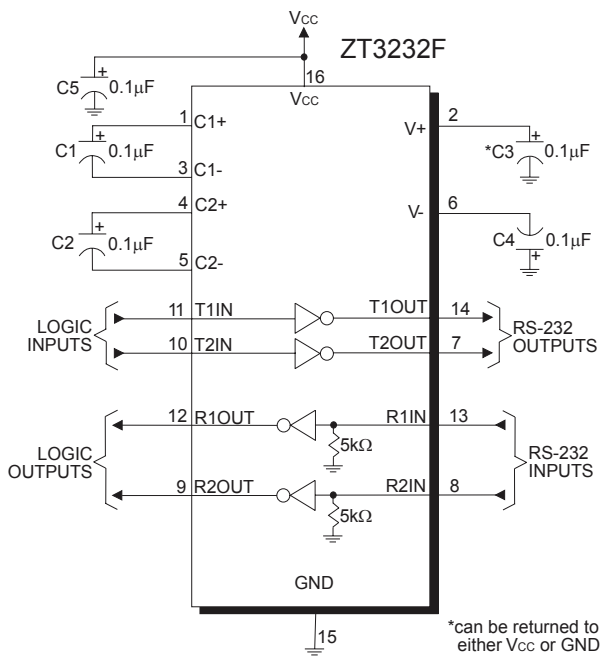 Vcc
ZT3232F
C5
+
0.1µF
16
Vcc
1
C1+
C1
+
0.1µF
3
C1-
4
C2+
C2
+
0.1µF
5
C2-
2
V+
*C3
+
0.1µF
6
V-
C4
+
0.1µF
LOGIC
INPUTS
11
T1IN
T1OUT
14
10
T2IN
T2OUT
7
RS-232
OUTPUTS
LOGIC
OUTPUTS
12
R1OUT
R1IN
13
5kΩ
9
R2OUT
R2IN
8
5kΩ
RS-232
INPUTS
GND
15
*can be returned to
either Vcc or GND